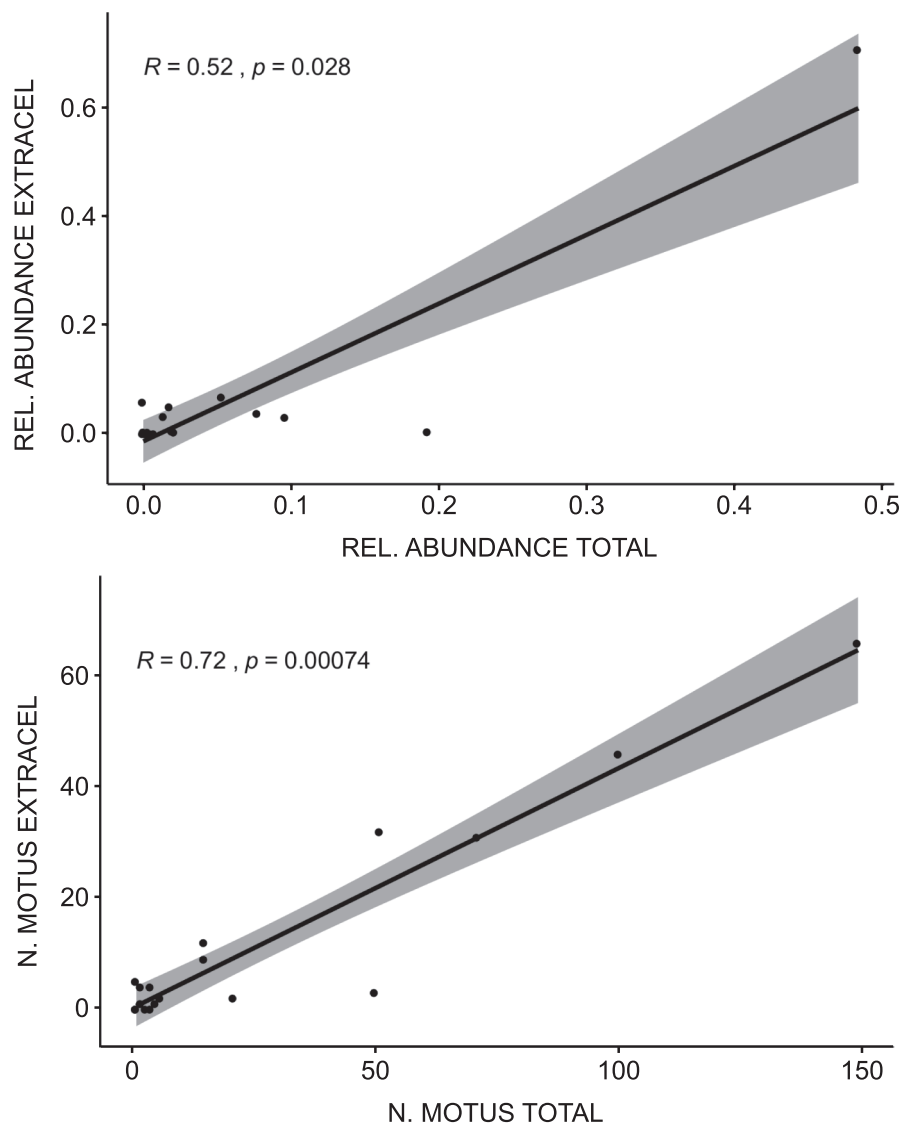 R = 0.52 , p = 0.028
REL. ABUNDANCE EXTRACEL
0.6
0.4
0.2
0.0
0.0 0.1 0.2 0.3 0.4 0.5
REL. ABUNDANCE TOTAL
R = 0.72 , p = 0.00074
N. MOTUS EXTRACEL
60
40
20
0
0 50 100 150
N. MOTUS TOTAL